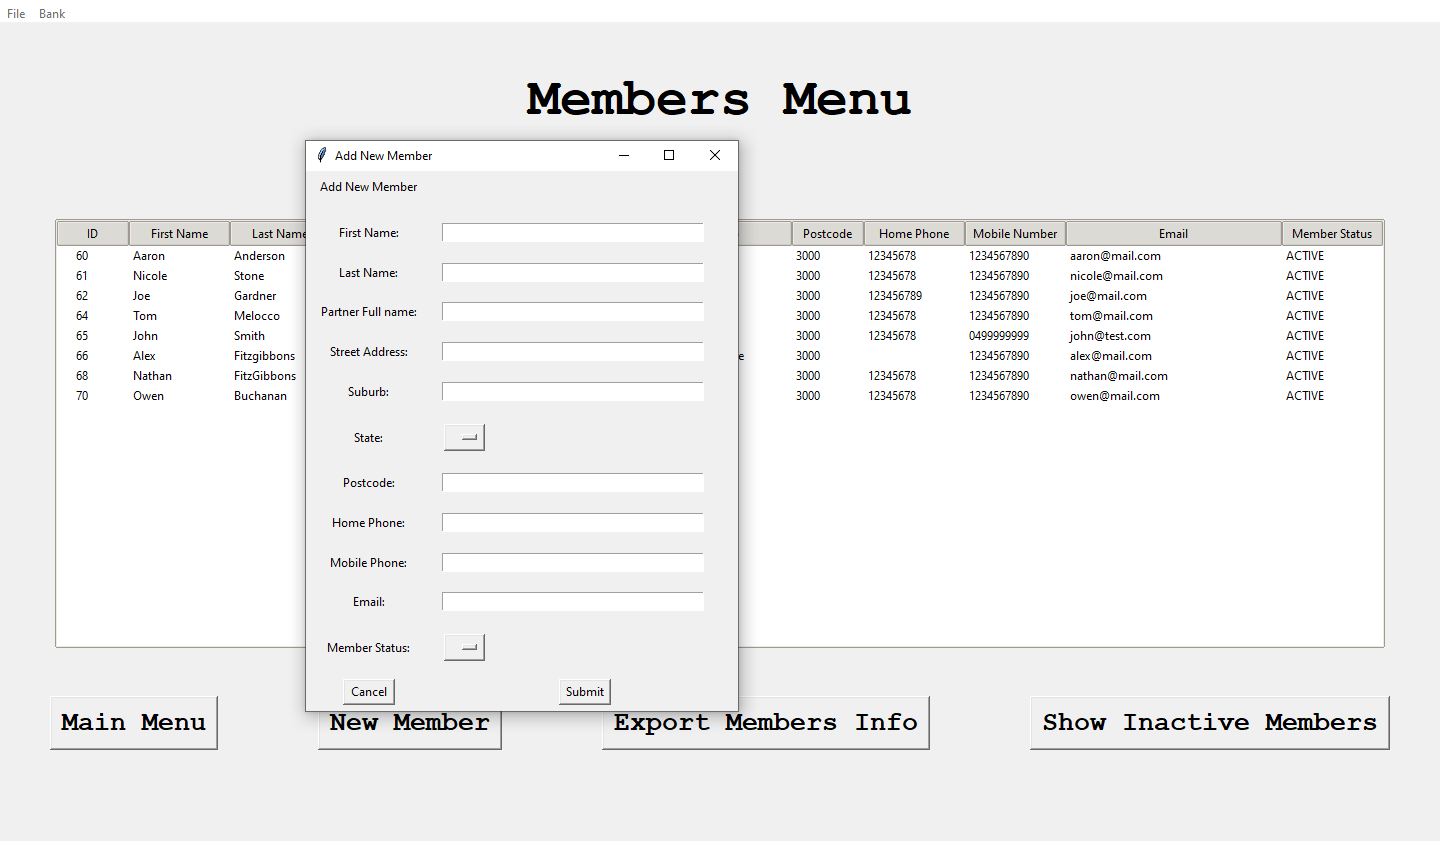 File Bank
Members Menu
Add New Member
Add New Member
First Name:
Last Name:
Partner Full name:
Street Address:
Suburb:
State:
Postcode:
Home Phone:
Mobile Phone:
Email:
Member Status:
Cancel Submit
ID First Name Last Name Postcode Home Phone Mobile Number Email Member Status
60 Aaron Anderson 3000 12345678 1234567890 aaron@mail.com ACTIVE
61 Nicole Stone 3000 12345678 1234567890 nicole@mail.com ACTIVE
62 Joe Gardner 3000 123456789 1234567890 joe@mail.com ACTIVE
64 Tom Melocco 3000 12345678 1234567890 tom@mail.com ACTIVE
65 John Smith 3000 12345678 0499999999 john@test.com ACTIVE
66 Alex Fitzgibbons 3000 1234567890 alex@mail.com ACTIVE
68 Nathan FitzGibbons 3000 12345678 1234567890 nathan@mail.com ACTIVE
70 Owen Buchanan 3000 12345678 1234567890 owen@mail.com ACTIVE
Main Menu New Member Export Members Info Show Inactive Members